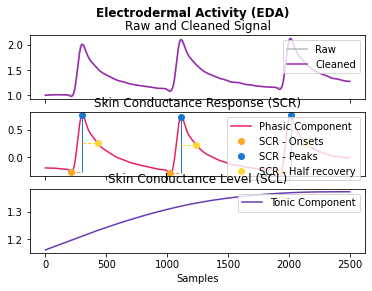 Electrodermal Activity (EDA)
Raw and Cleaned Signal
2.0
1.5
1.0
Raw
Cleaned
Skin Conductance Response (SCR)
0.5
0.0
Phasic Component
SCR - Onsets
SCR - Peaks
SCR - Half recovery
Skin Conductance Level (SCL)
1.3
1.2
Tonic Component
0 500 1000 1500 2000 2500
Samples